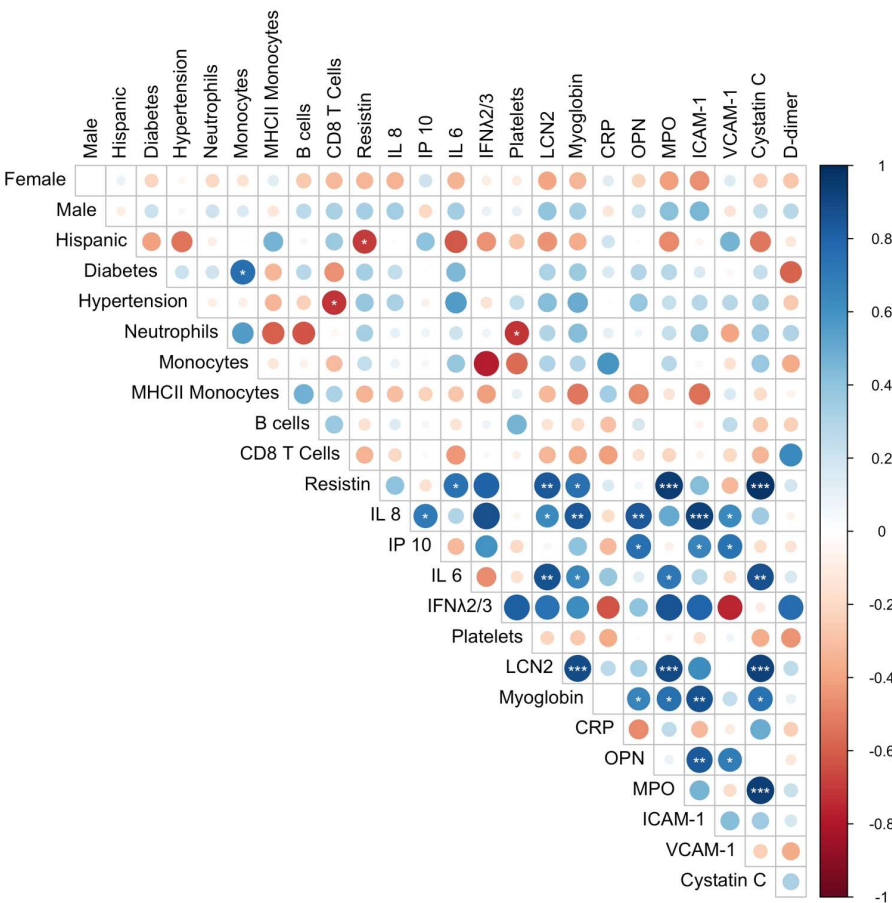 Male
Hispanic
Diabetes
Hypertension
Neutrophils
Monocytes
MHCII Monocytes
B cells
CD8 T Cells
Resistin
IL 8
IP 10
IL 6
IFNλ2/3
Platelets
LCN2
Myoglobin
CRP
OPN
MPO
ICAM-1
VCAM-1
Cystatin C
D-dimer
Female
Male
Hispanic *
Diabetes *
Hypertension *
Neutrophils *
Monocytes
MHCII Monocytes
B cells
CD8 T Cells
Resistin * ** * *** ***
IL 8 * * ** ** *** *
IP 10 * * *
IL 6 ** * * **
IFNλ2/3
Platelets
LCN2 *** *** ***
Myoglobin * * ** *
CRP
OPN ** *
MPO ***
ICAM-1
VCAM-1
Cystatin C
1
0.8
0.6
0.4
0.2
0
-0.2
-0.4
-0.6
-0.8
-1